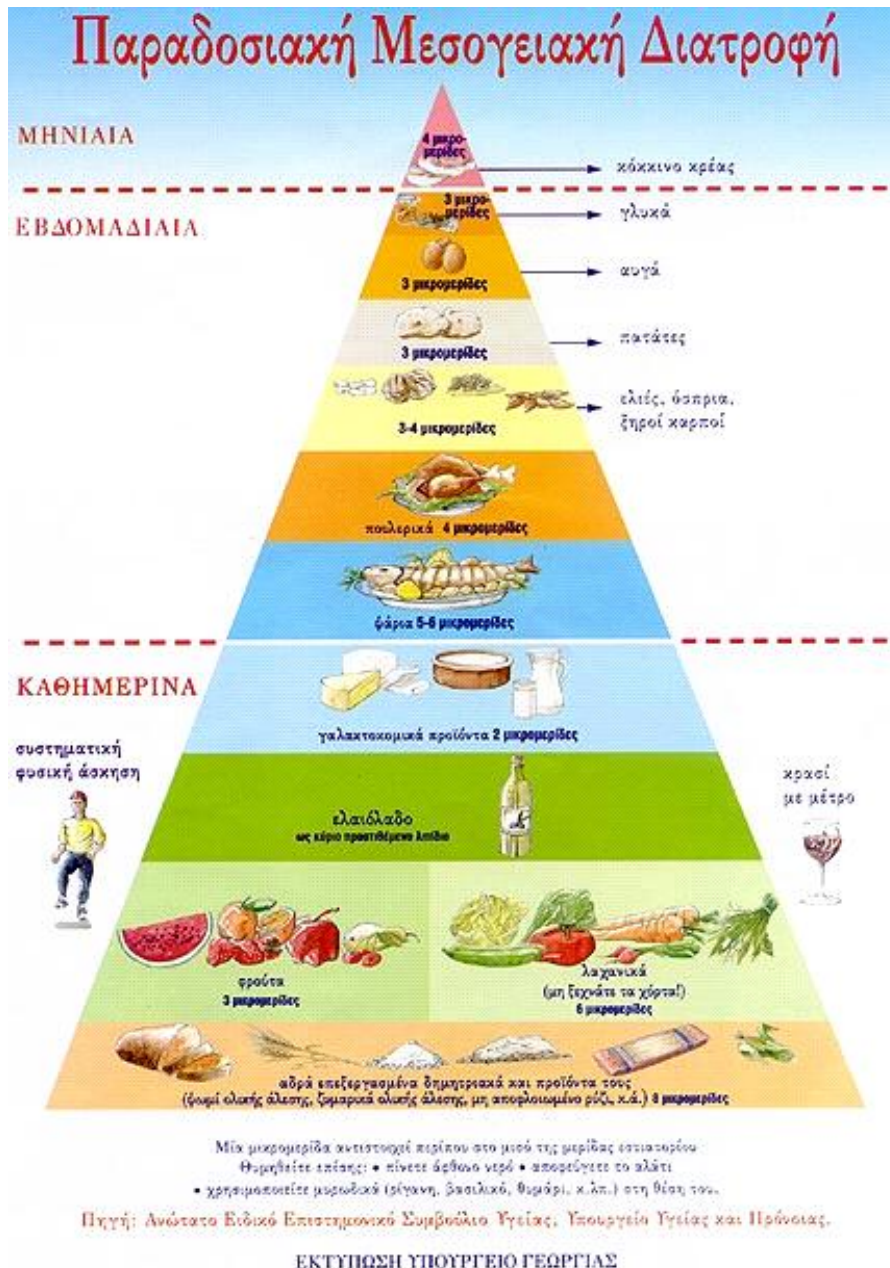 Παραδοσιακή Μεσογειακή Διατροφή
ΜΗΝΙΑΙΑ
4 μικρο-
μερίδες
κόκκινο κρέας
ΕΒΔΟΜΑΔΙΑΙΑ
3 μικρο-
μερίδες
γλυκά
αυγά
3 μικρομερίδες
πατάτες
3 μικρομερίδες
ελιές, όσπρια,
ξηροί καρποί
3-4 μικρομερίδες
πουλερικά 4 μικρομερίδες
ψάρια 5-6 μικρομερίδες
ΚΑΘΗΜΕΡΙΝΑ
γαλακτοκομικά προϊόντα 2 μικρομερίδες
συστηματική
φυσική άσκηση
κρασί
με μέτρο
ελαιόλαδο
ως κύριο προστιθέμενο λιπίδιο
φρούτα
3 μικρομερίδες
λαχανικά
(μη ξεχνάτε τα χόρτα!)
6 μικρομερίδες
αδρά επεξεργασμένα δημητριακά και προϊόντα τους
(ψωμί ολικής άλεσης, ζυμαρικά ολικής άλεσης, μη αποφλοιωμένο ρύζι, κ.ά.) 8 μικρομερίδες
Μία μικρομερίδα αντιστοιχεί περίπου στο μισό της μερίδας εστιατορίου
Θυμηθείτε επίσης: • πίνετε άφθονο νερό • αποφεύγετε το αλάτι
• χρησιμοποιείτε μυρωδικά (ρίγανη, βασιλικό, θυμάρι, κ.λπ.) στη θέση του.
Πηγή: Ανώτατο Ειδικό Επιστημονικό Συμβούλιο Υγείας, Υπουργείο Υγείας και Πρόνοιας.
ΕΚΤΥΠΩΣΗ ΥΠΟΥΡΓΕΙΟ ΓΕΩΡΓΙΑΣ